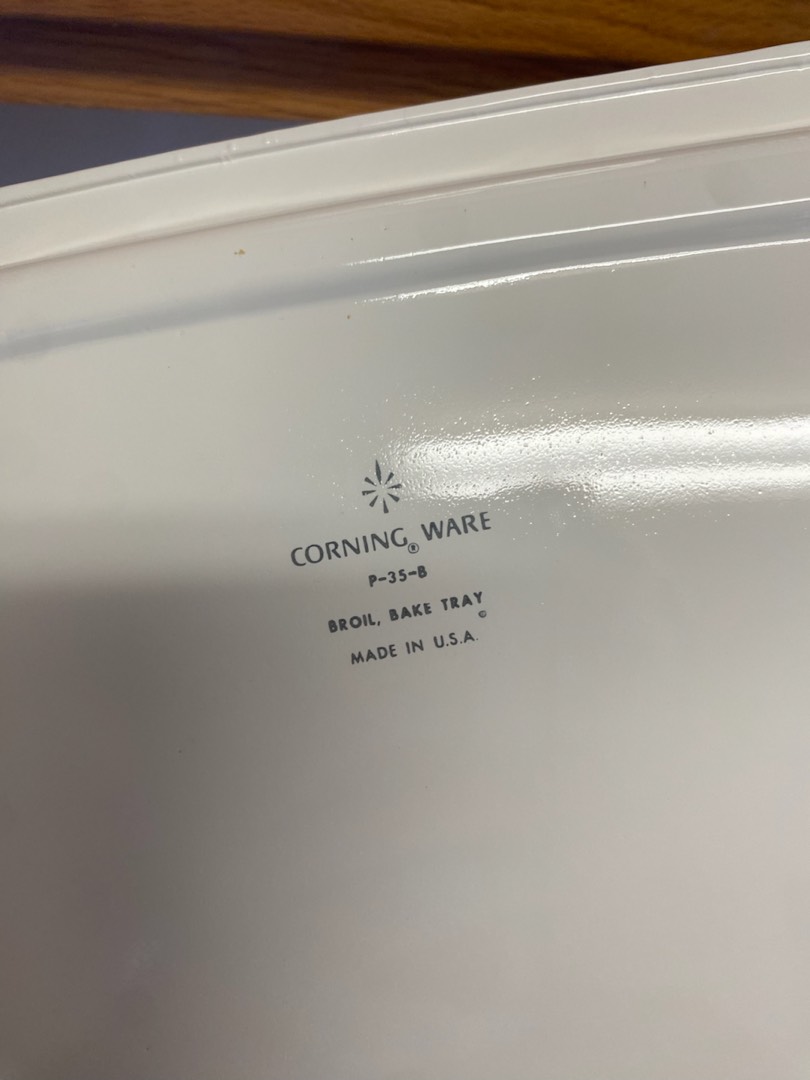 CORNING® WARE
P-35-B
BROIL, BAKE TRAY
©
MADE IN U.S.A.